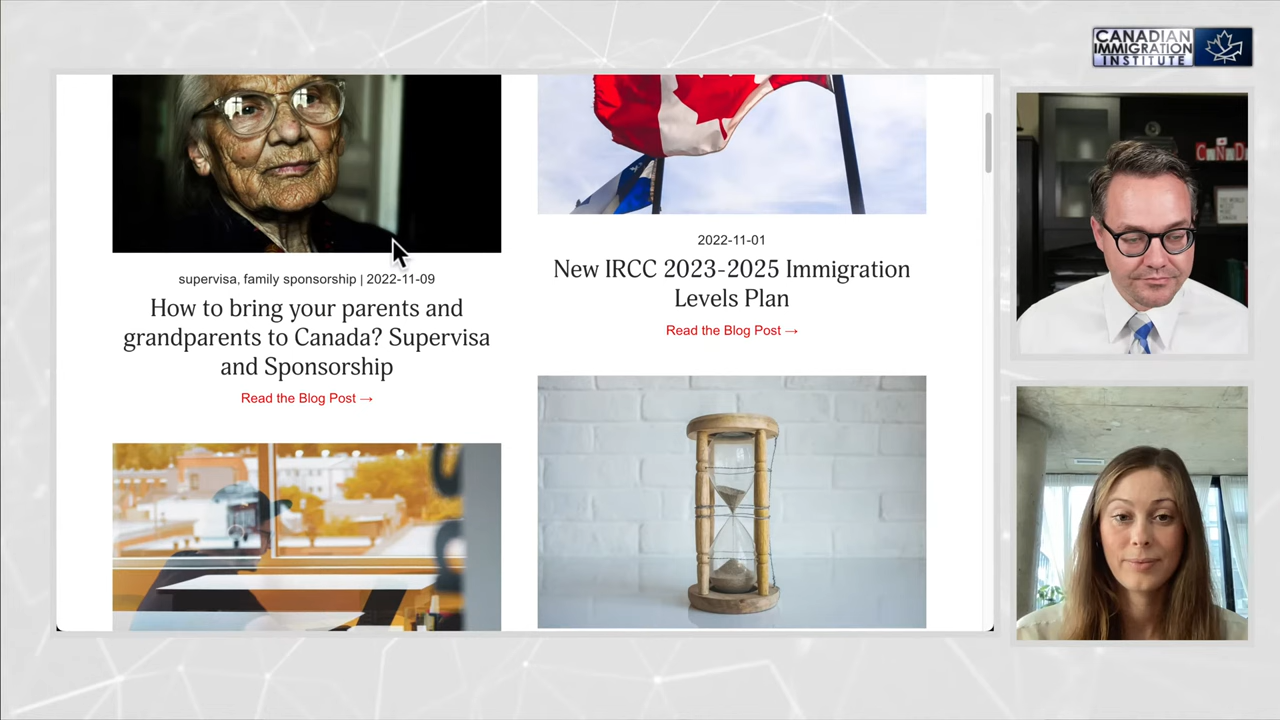 CANADIAN
IMMIGRATION
INSTITUTE
supervisa, family sponsorship | 2022-11-09
How to bring your parents and
grandparents to Canada? Supervisa
and Sponsorship
Read the Blog Post →
2022-11-01
New IRCC 2023-2025 Immigration
Levels Plan
Read the Blog Post →